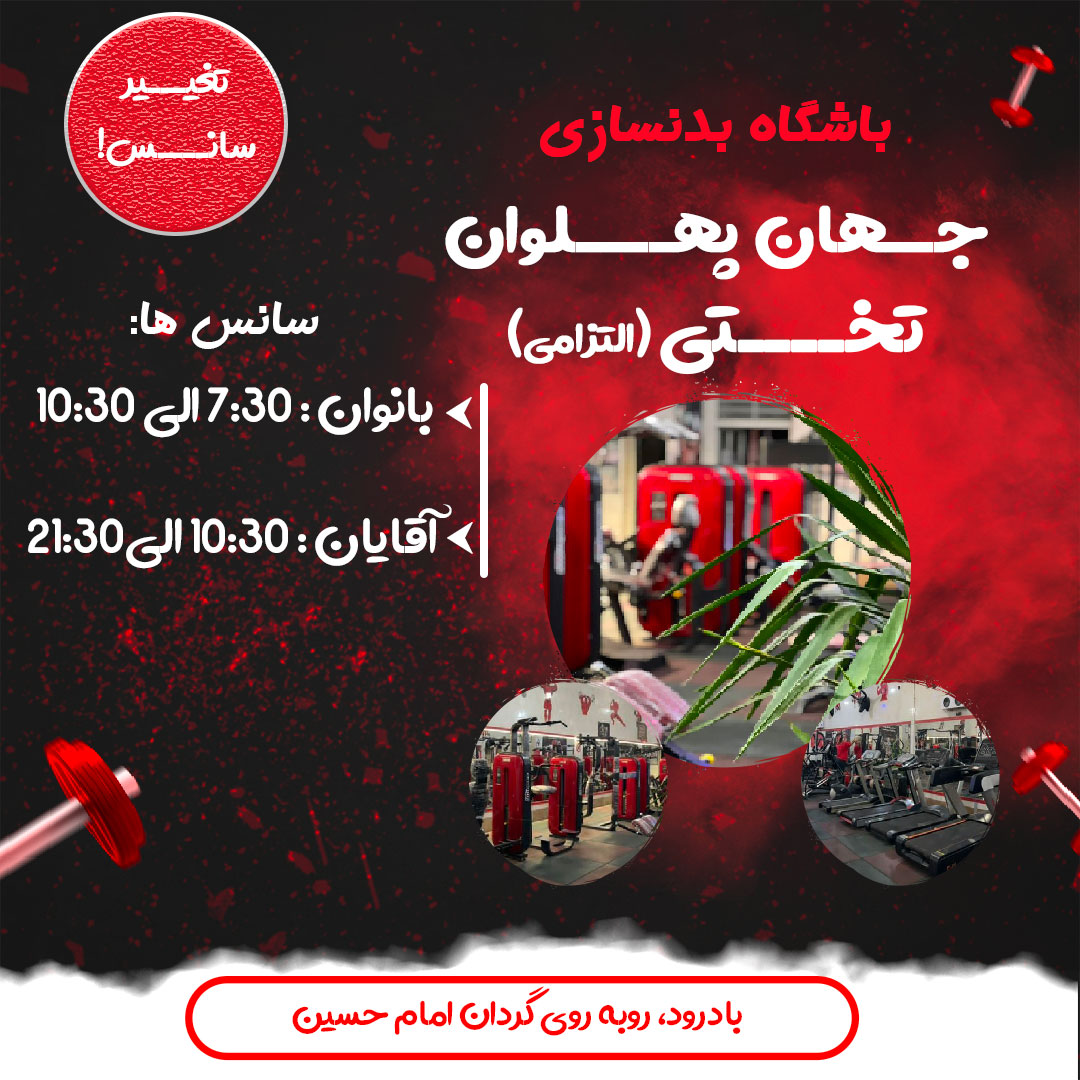 تغییر
سانس!
باشگاه بدنسازی
جهان پهلوان
تختی (التزامی)
سانس ها:
بانوان : 7:30 الی 10:30
آقایان : 10:30 الی 21:30
بادرود، روبه روی گردان امام حسین